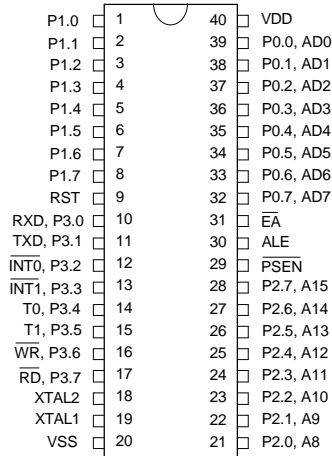 P1.0 1 40 VDD
P1.1 2 39 P0.0, AD0
P1.2 3 38 P0.1, AD1
P1.3 4 37 P0.2, AD2
P1.4 5 36 P0.3, AD3
P1.5 6 35 P0.4, AD4
P1.6 7 34 P0.5, AD5
P1.7 8 33 P0.6, AD6
RST 9 32 P0.7, AD7
RXD, P3.0 10 31 E̅A̅
TXD, P3.1 11 30 ALE
I̅N̅T̅0̅, P3.2 12 29 P̅S̅E̅N̅
I̅N̅T̅1̅, P3.3 13 28 P2.7, A15
T0, P3.4 14 27 P2.6, A14
T1, P3.5 15 26 P2.5, A13
W̅R̅, P3.6 16 25 P2.4, A12
R̅D̅, P3.7 17 24 P2.3, A11
XTAL2 18 23 P2.2, A10
XTAL1 19 22 P2.1, A9
VSS 20 21 P2.0, A8